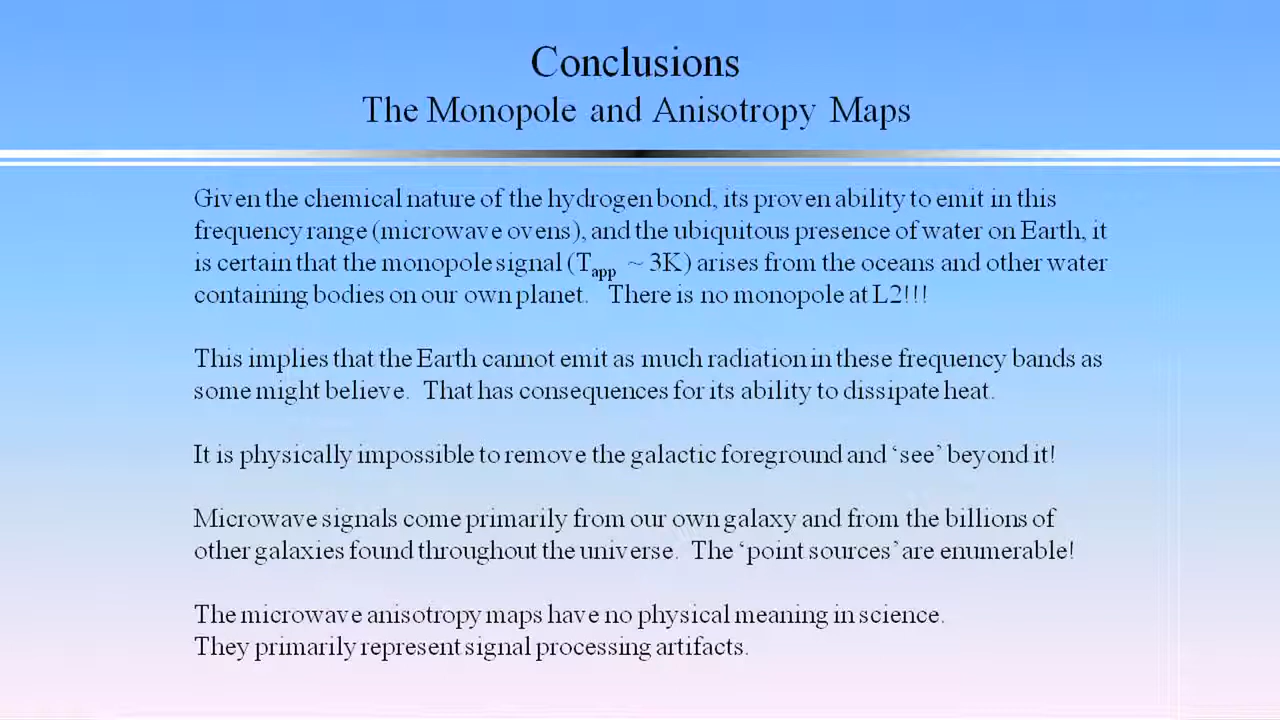 Conclusions
The Monopole and Anisotropy Maps
Given the chemical nature of the hydrogen bond, its proven ability to emit in this
frequency range (microwave ovens), and the ubiquitous presence of water on Earth, it
is certain that the monopole signal (Tapp ~ 3K) arises from the oceans and other water
containing bodies on our own planet. There is no monopole at L2!!!
This implies that the Earth cannot emit as much radiation in these frequency bands as
some might believe. That has consequences for its ability to dissipate heat.
It is physically impossible to remove the galactic foreground and ‘see’ beyond it!
Microwave signals come primarily from our own galaxy and from the billions of
other galaxies found throughout the universe. The ‘point sources’ are enumerable!
The microwave anisotropy maps have no physical meaning in science.
They primarily represent signal processing artifacts.